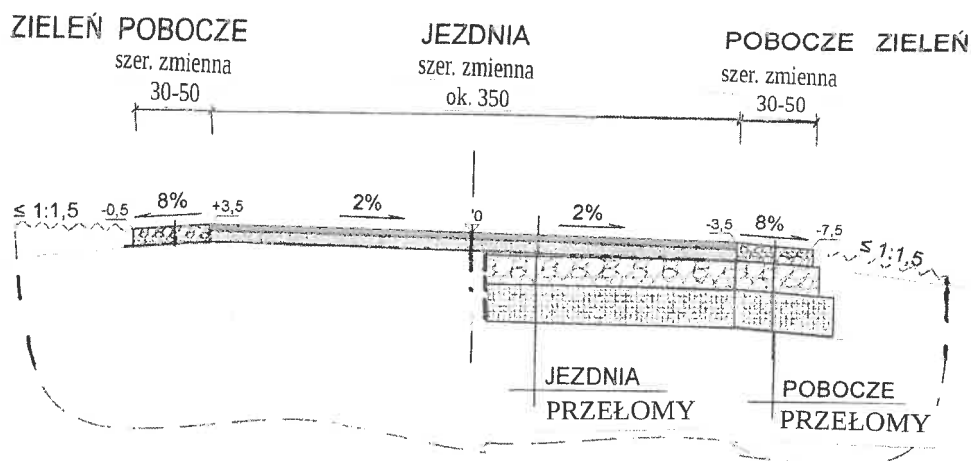 ZIELEŃ POBOCZE
szer. zmienna
30-50
JEZDNIA
szer. zmienna
ok. 350
POBOCZE ZIELEŃ
szer. zmienna
30-50
≤ 1:1,5
-0,5
8%
+3,5
2%
0
2%
-3,5
8%
-7,5
≤ 1:1,5
JEZDNIA
PRZEŁOMY
POBOCZE
PRZEŁOMY